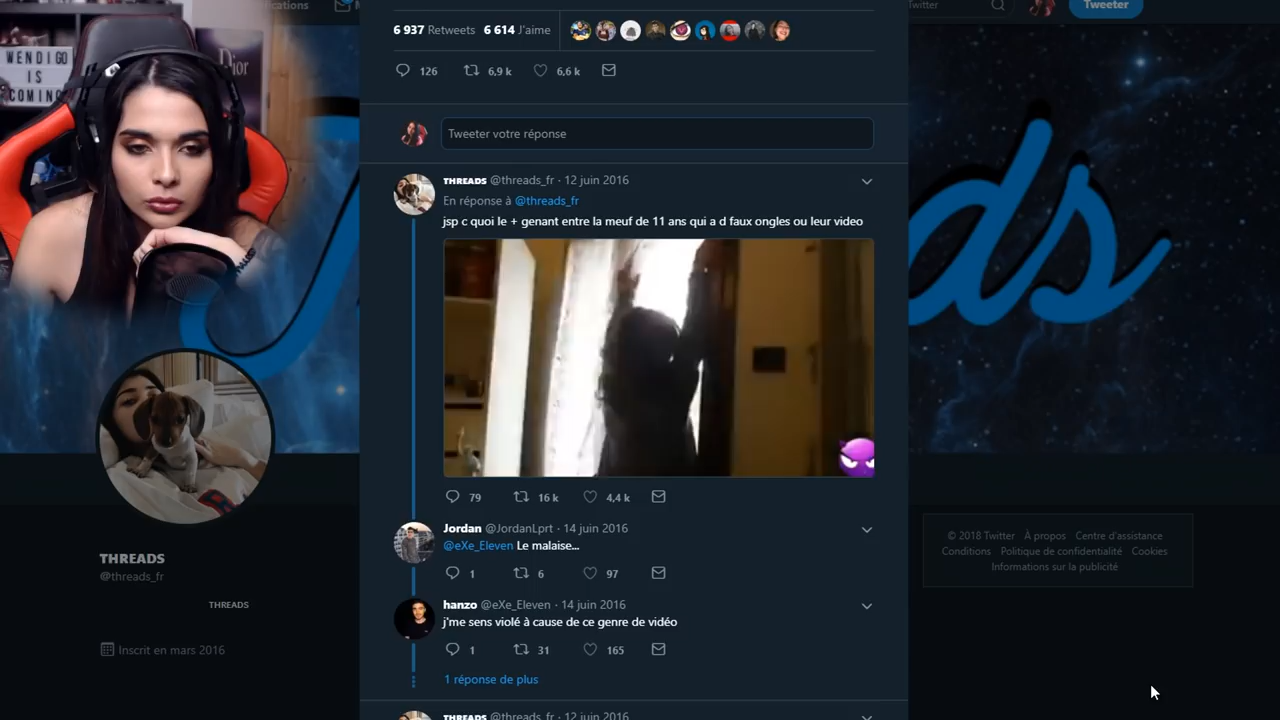 ications
Twitter
Tweeter
WENDIGO
IS
COMING
Dior
6 937 Retweets 6 614 J'aime
126 6,9 k 6,6 k
Tweeter votre réponse
THREADS @threads_fr · 12 juin 2016
En réponse à @threads_fr
jsp c quoi le + genant entre la meuf de 11 ans qui a d faux ongles ou leur video
79 16 k 4,4 k
Jordan @JordanLprt · 14 juin 2016
@eXe_Eleven Le malaise...
1 6 97
hanzo @eXe_Eleven · 14 juin 2016
j'me sens violé à cause de ce genre de vidéo
1 31 165
1 réponse de plus
THREADS @threads_fr · 12 juin 2016
THREADS
@threads_fr
THREADS
Inscrit en mars 2016
ds
© 2018 Twitter À propos Centre d'assistance
Conditions Politique de confidentialité Cookies
Informations sur la publicité